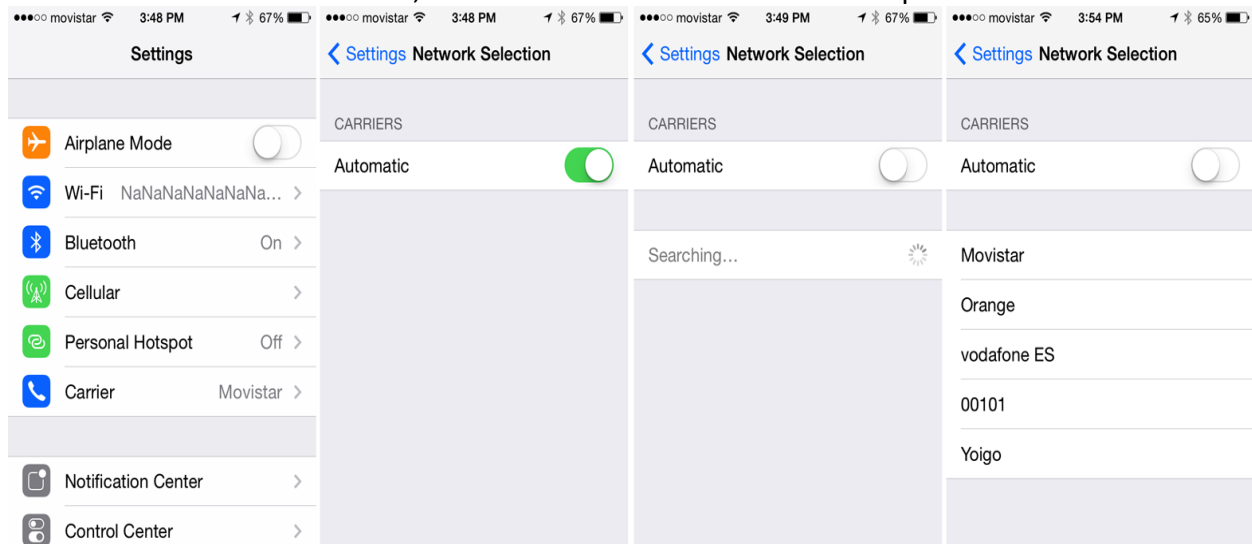 movistar 3:48 PM 67%
Settings
Airplane Mode
Wi-Fi NaNaNaNaNaNaNa...
Bluetooth On
Cellular
Personal Hotspot Off
Carrier Movistar
Notification Center
Control Center
movistar 3:48 PM 67%
Settings Network Selection
CARRIERS
Automatic
movistar 3:49 PM 67%
Settings Network Selection
CARRIERS
Automatic
Searching...
movistar 3:54 PM 65%
Settings Network Selection
CARRIERS
Automatic
Movistar
Orange
vodafone ES
00101
Yoigo